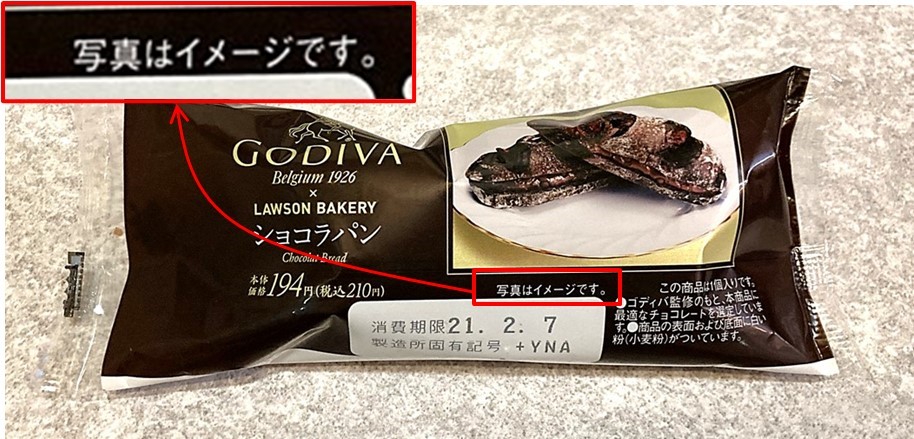 写真はイメージです。
GODIVA
Belgium 1926
×
LAWSON BAKERY
ショコラパン
Chocolat Bread
本体価格194円(税込210円)
写真はイメージです。
消費期限21. 2. 7
製造所固有記号 +YNA
この商品は1個入りです。
●ゴディバ監修のもと、本商品に
最適なチョコレートを選定していま
す。●商品の表面および底面に白い
粉(小麦粉)がついています。